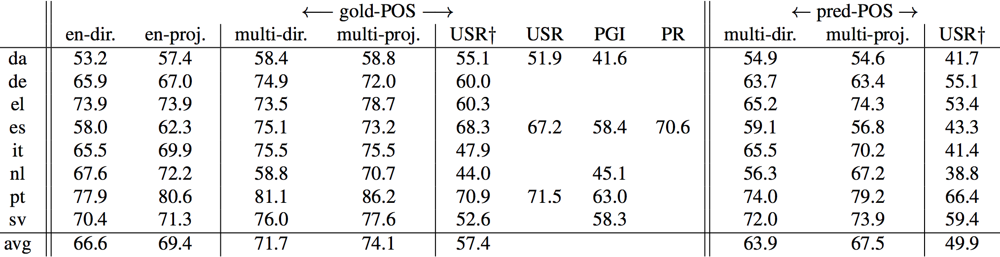 ←— gold-POS —→ ← pred-POS →
en-dir. en-proj. multi-dir. multi-proj. USR† USR PGI PR multi-dir. multi-proj. USR†
da 53.2 57.4 58.4 58.8 55.1 51.9 41.6 54.9 54.6 41.7
de 65.9 67.0 74.9 72.0 60.0 63.7 63.4 55.1
el 73.9 73.9 73.5 78.7 60.3 65.2 74.3 53.4
es 58.0 62.3 75.1 73.2 68.3 67.2 58.4 70.6 59.1 56.8 43.3
it 65.5 69.9 75.5 75.5 47.9 65.5 70.2 41.4
nl 67.6 72.2 58.8 70.7 44.0 45.1 56.3 67.2 38.8
pt 77.9 80.6 81.1 86.2 70.9 71.5 63.0 74.0 79.2 66.4
sv 70.4 71.3 76.0 77.6 52.6 58.3 72.0 73.9 59.4
avg 66.6 69.4 71.7 74.1 57.4 63.9 67.5 49.9